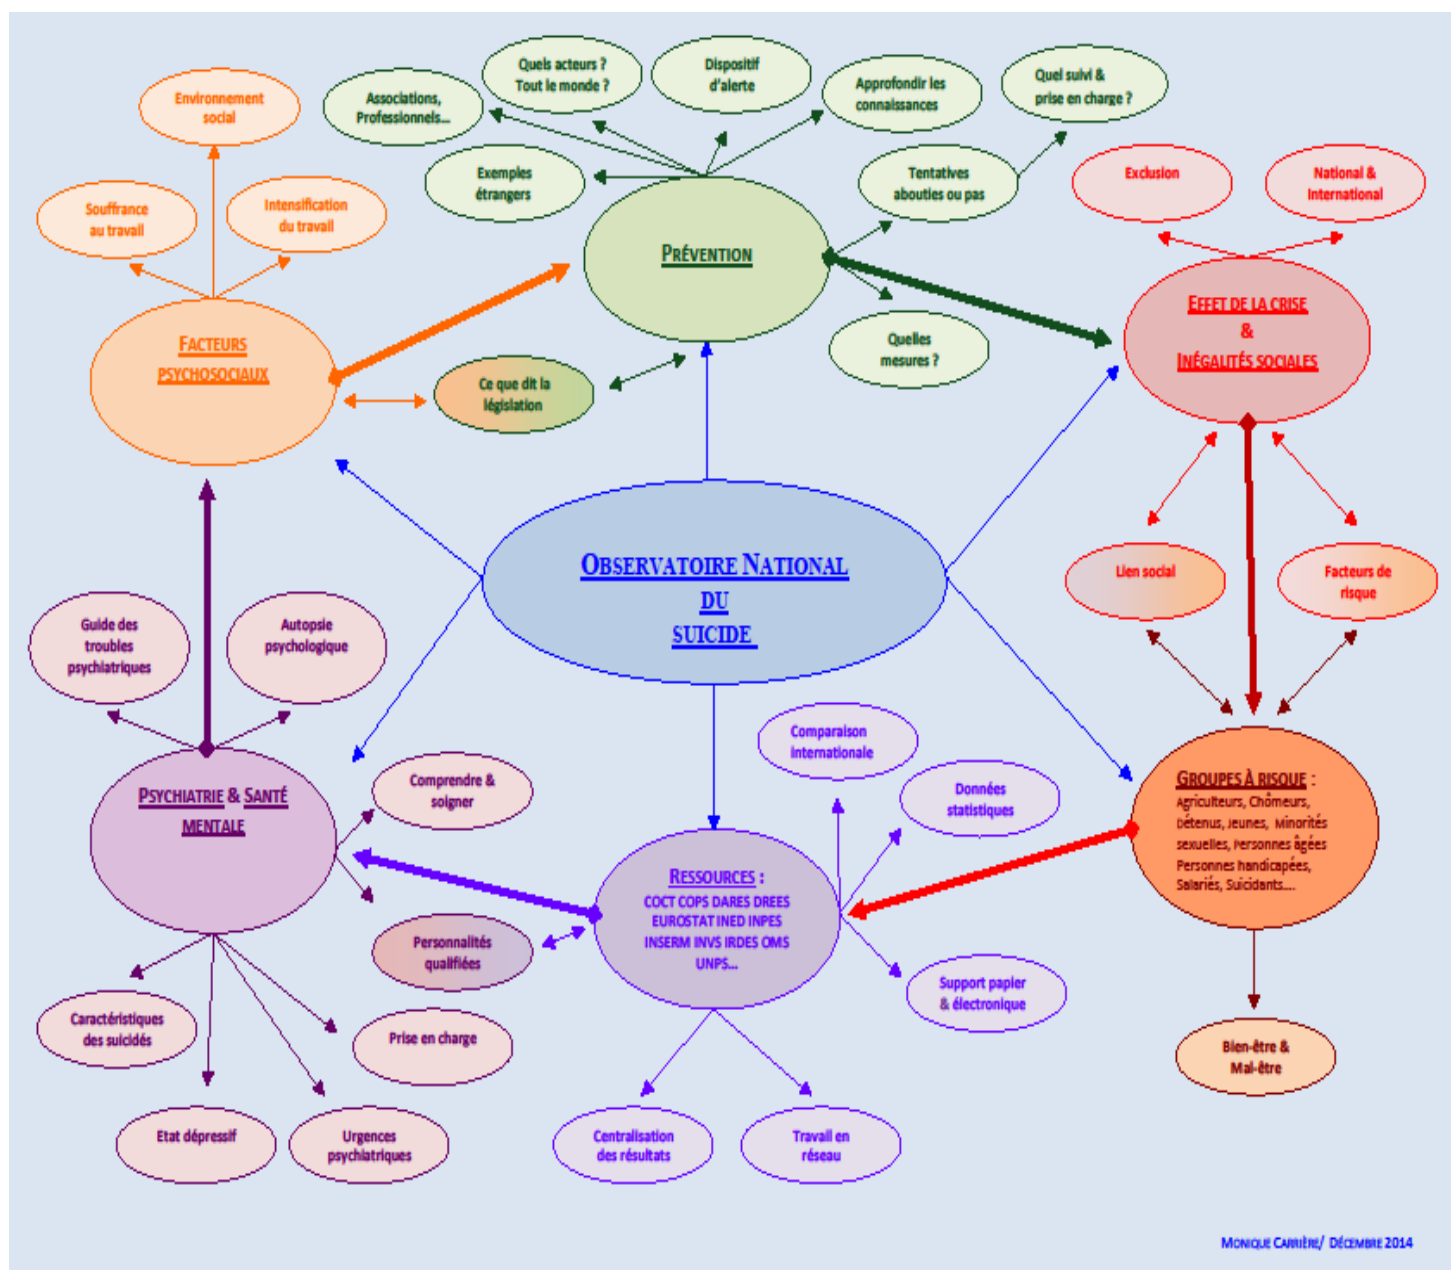 Quels acteurs ?
Tout le monde ?
Dispositif
d'alerte
Quel suivi &
prise en charge ?
Environnement
social
Associations,
Professionnels...
Approfondir les
connaissances
Exemples
étrangers
Tentatives
abouties ou pas
Exclusion
National &
International
Souffrance
au travail
Intensification
du travail
PRÉVENTION
EFFET DE LA CRISE
&
INÉGALITÉS SOCIALES
FACTEURS
PSYCHOSOCIAUX
Quelles
mesures ?
Ce que dit la
législation
OBSERVATOIRE NATIONAL
DU
SUICIDE
Lien social
Facteurs de
risque
Guide des
troubles
psychiatriques
Autopsie
psychologique
Comparaison
internationale
Comprendre &
soigner
Données
statistiques
PSYCHIATRIE & SANTÉ
MENTALE
GROUPES À RISQUE :
Agriculteurs, Chômeurs,
Détenus, Jeunes, Minorités
sexuelles, Personnes âgées
Personnes handicapées,
Salariés, Suicidants....
RESSOURCES :
COCT COPS DARES DREES
EUROSTAT INED INPES
INSERM INVS IRDES OMS
UNPS...
Personnalités
qualifiées
Support papier
& électronique
Caractéristiques
des suicidés
Prise en charge
Bien-être &
Mal-être
Etat dépressif
Urgences
psychiatriques
Centralisation
des résultats
Travail en
réseau
MONIQUE CARRIÈRE/ DÉCEMBRE 2014